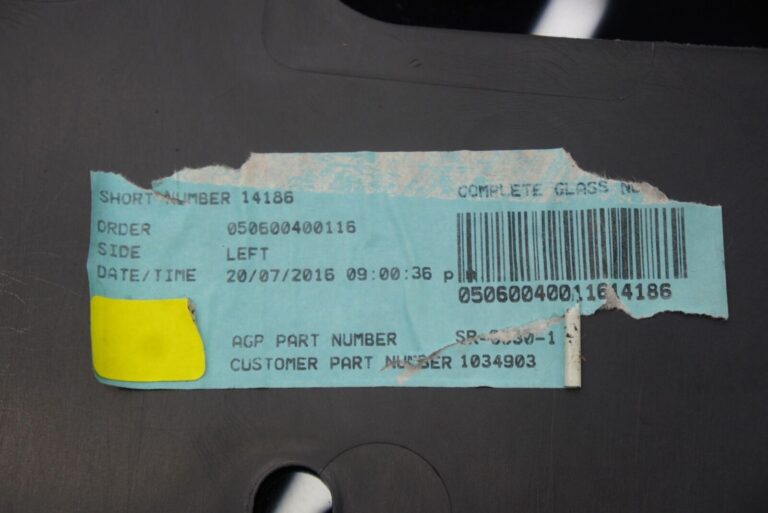 SHORT NUMBER 14186
COMPLETE GLASS
ORDER 050600400116
SIDE LEFT
DATE/TIME 20/07/2016 09:00:36 p
05060040011614186
AGP PART NUMBER
CUSTOMER PART NUMBER 1034903